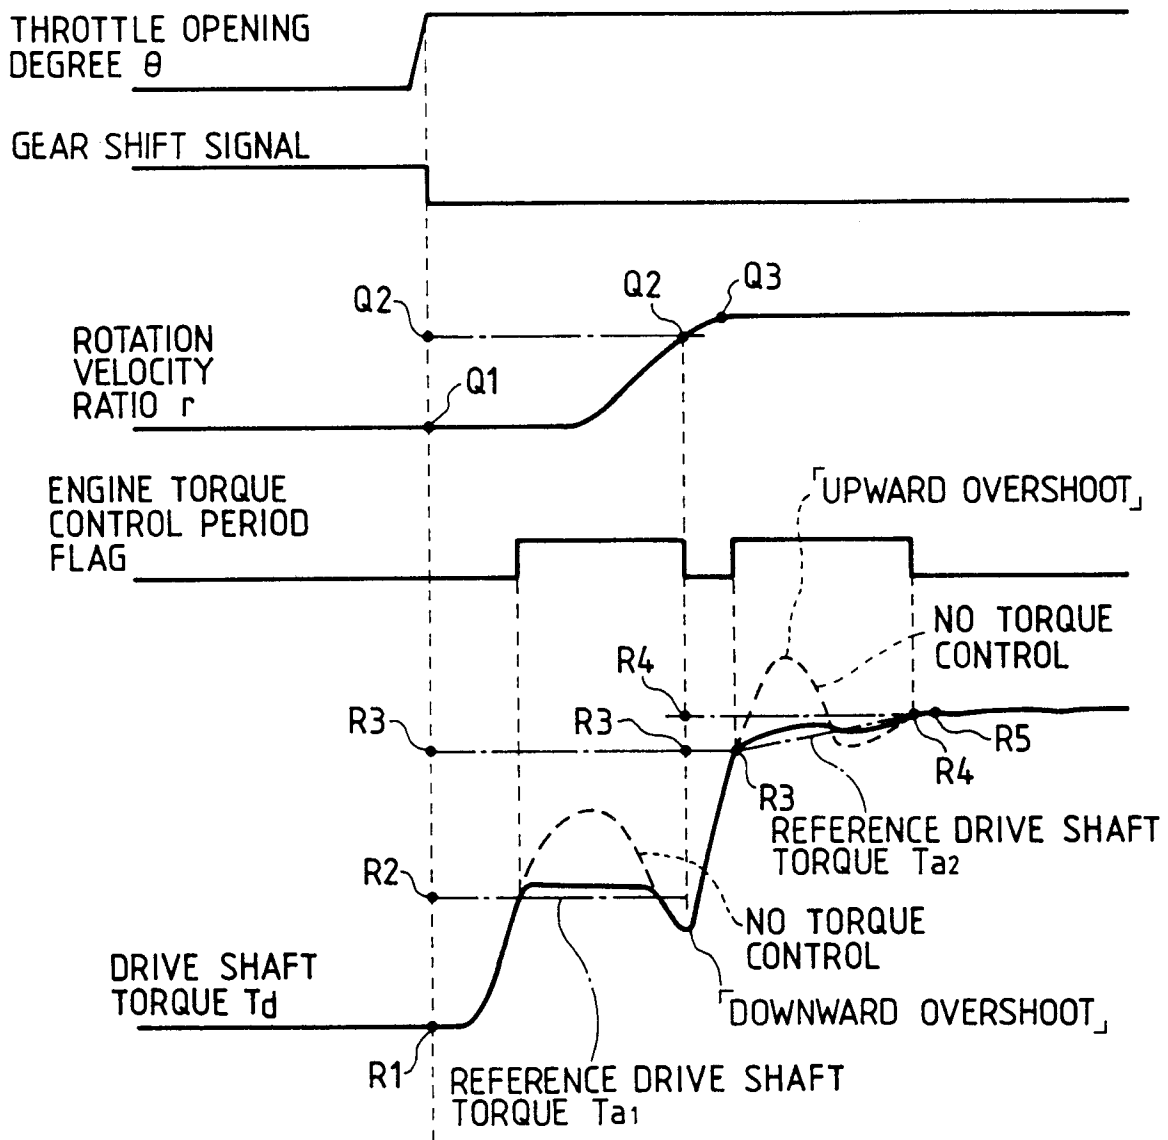 THROTTLE OPENING
DEGREE θ
GEAR SHIFT SIGNAL
Q2
Q2
Q3
ROTATION
VELOCITY
RATIO r
Q1
ENGINE TORQUE
CONTROL PERIOD
FLAG
「UPWARD OVERSHOOT」
NO TORQUE
CONTROL
R4
R3
R3
R5
R4
R3
REFERENCE DRIVE SHAFT
TORQUE Ta2
R2
NO TORQUE
CONTROL
DRIVE SHAFT
TORQUE Td
「DOWNWARD OVERSHOOT」
R1
REFERENCE DRIVE SHAFT
TORQUE Ta1